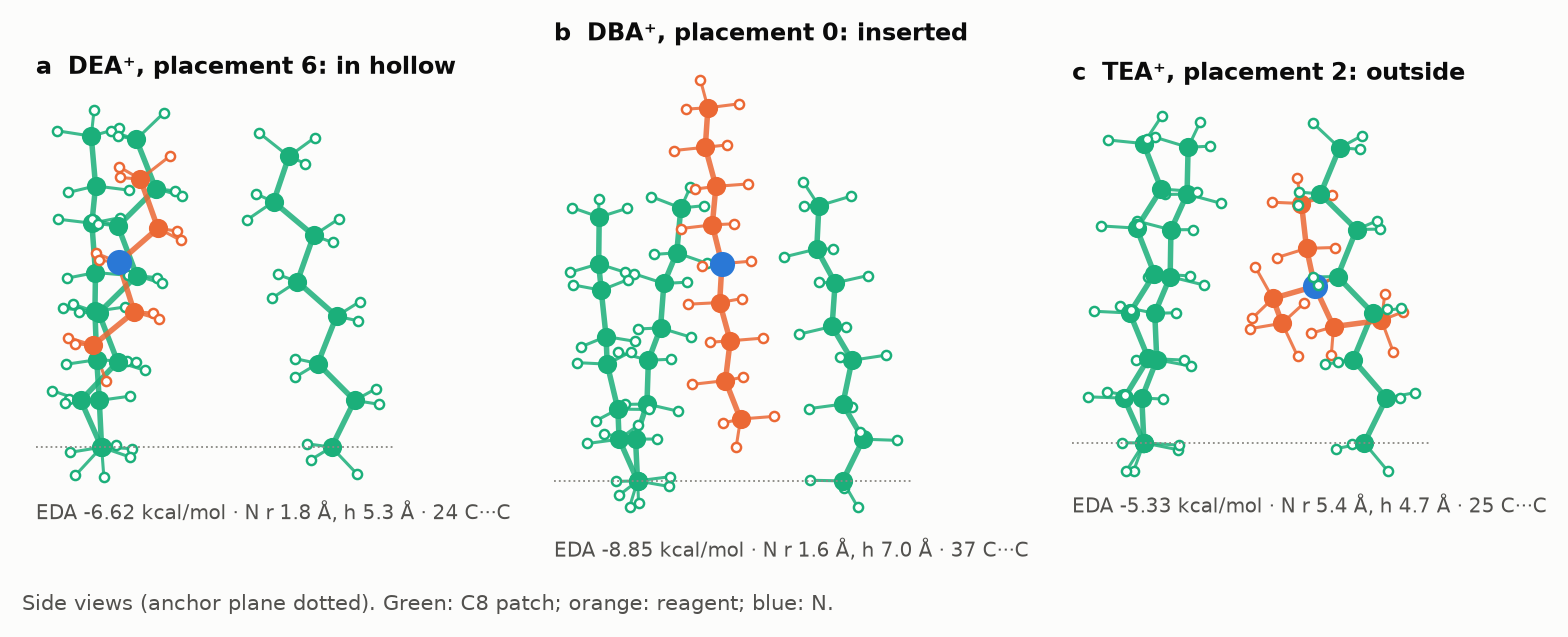 b DBA⁺, placement 0: inserted
a DEA⁺, placement 6: in hollow
c TEA⁺, placement 2: outside
EDA -6.62 kcal/mol · N r 1.8 Å, h 5.3 Å · 24 C···C
EDA -8.85 kcal/mol · N r 1.6 Å, h 7.0 Å · 37 C···C
EDA -5.33 kcal/mol · N r 5.4 Å, h 4.7 Å · 25 C···C
Side views (anchor plane dotted). Green: C8 patch; orange: reagent; blue: N.